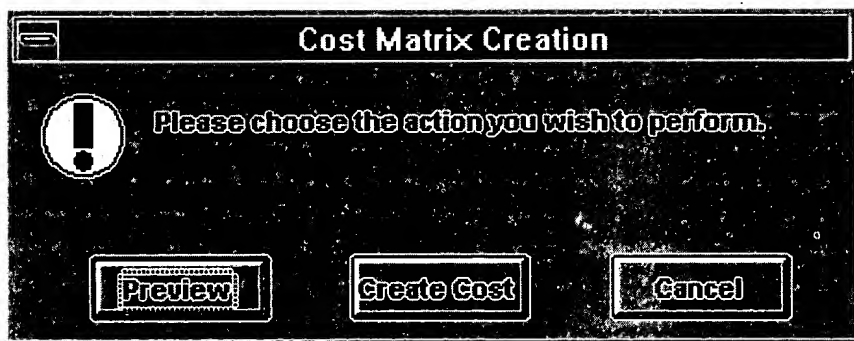 Cost Matrix Creation
Please choose the action you wish to perform.
Preview
Create Cost
Cancel